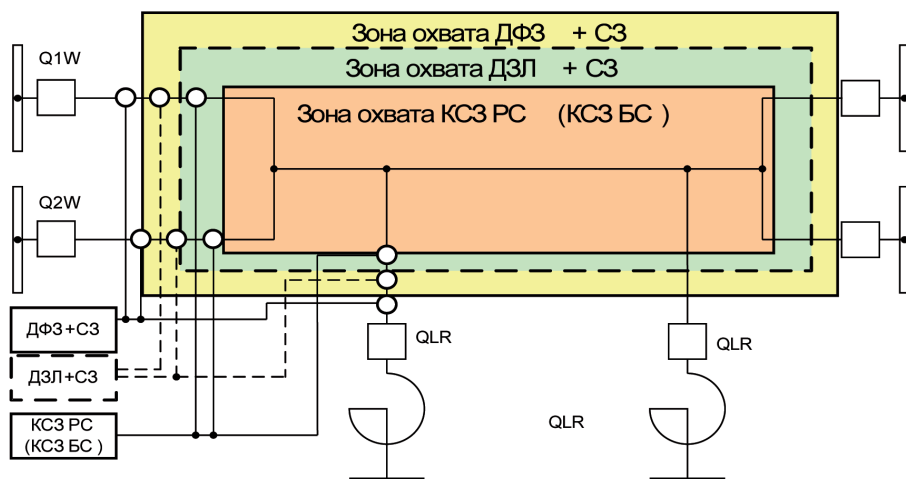 Зона охвата ДФЗ + СЗ
Зона охвата ДЗЛ + СЗ
Зона охвата КСЗ РС (КСЗ БС )
Q1W
Q2W
ДФЗ+СЗ
ДЗЛ+СЗ
КСЗ РС
(КСЗ БС )
QLR
QLR
QLR